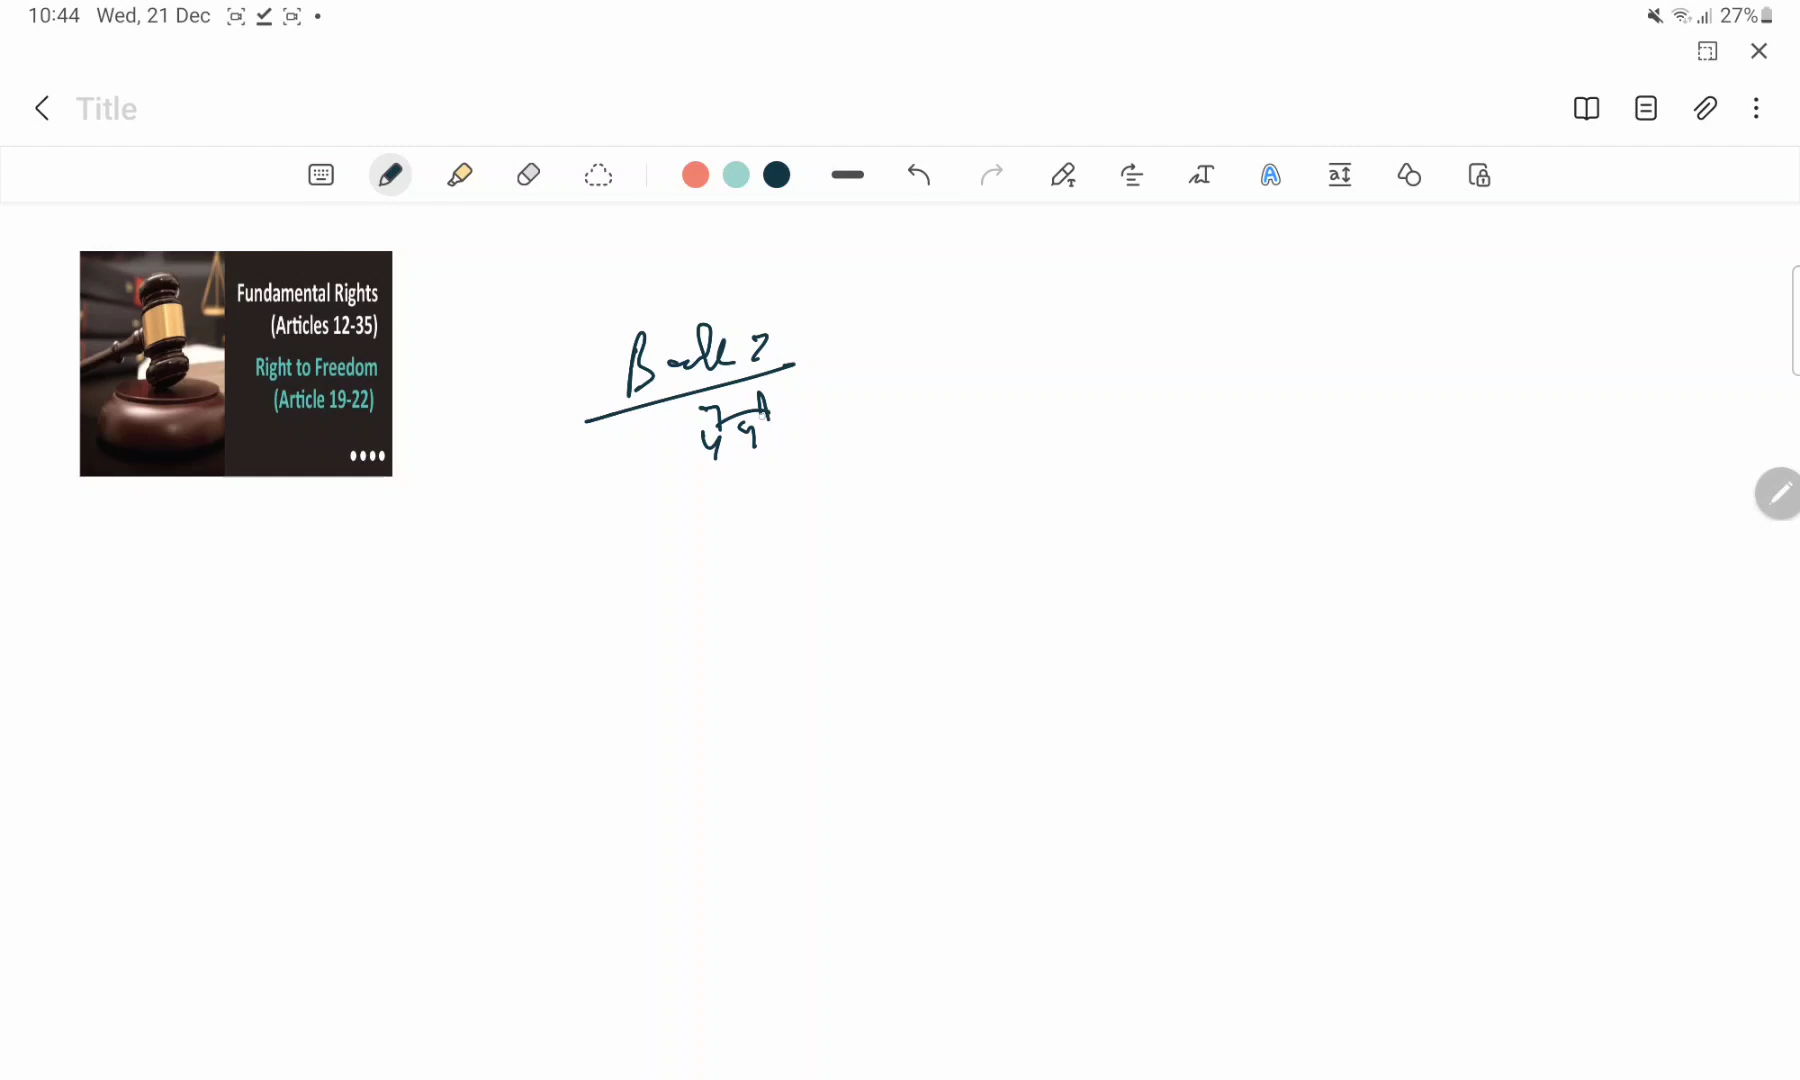 10:44 Wed, 21 Dec 27%
Title
Fundamental Rights
(Articles 12-35)
Right to Freedom
(Article 19-22)